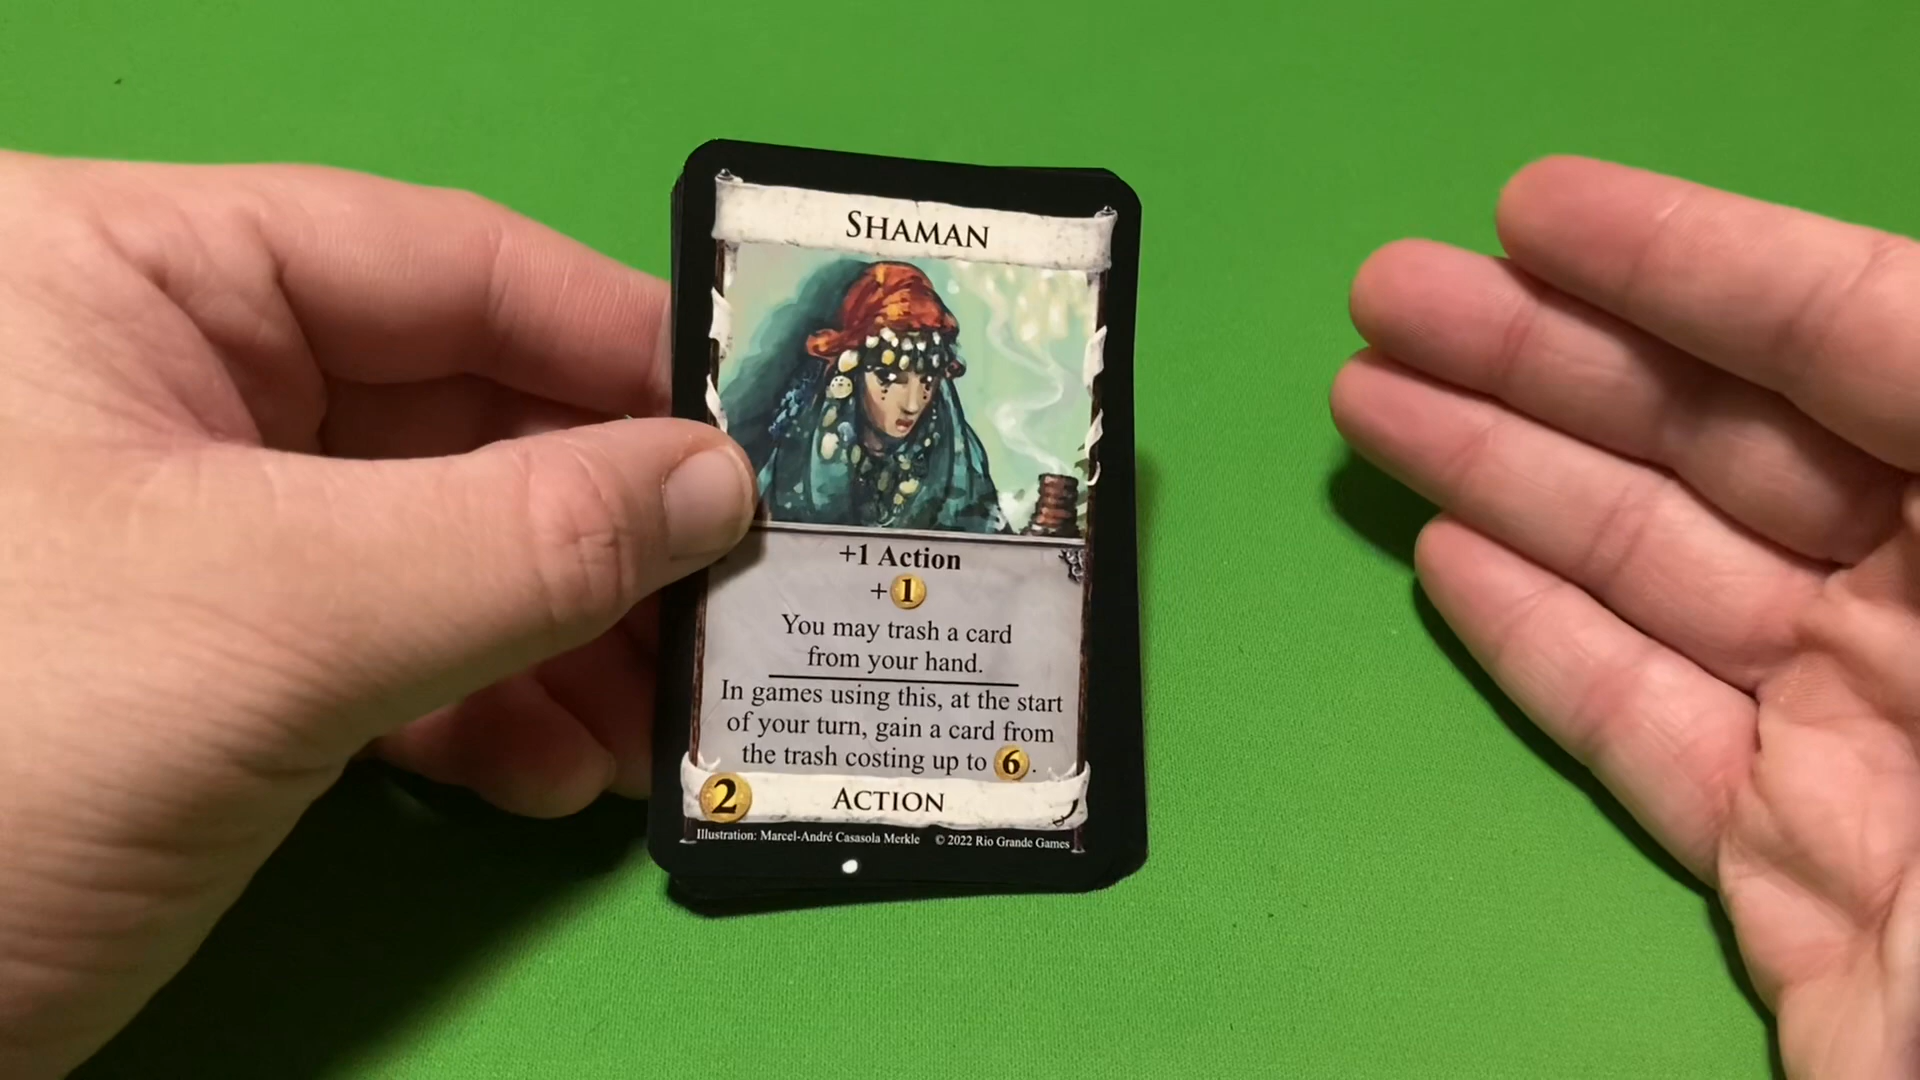 SHAMAN
+1 Action
+1
You may trash a card
from your hand.
In games using this, at the start
of your turn, gain a card from
the trash costing up to 6.
2 ACTION
Illustration: Marcel-André Casasola Merkle © 2022 Rio Grande Games